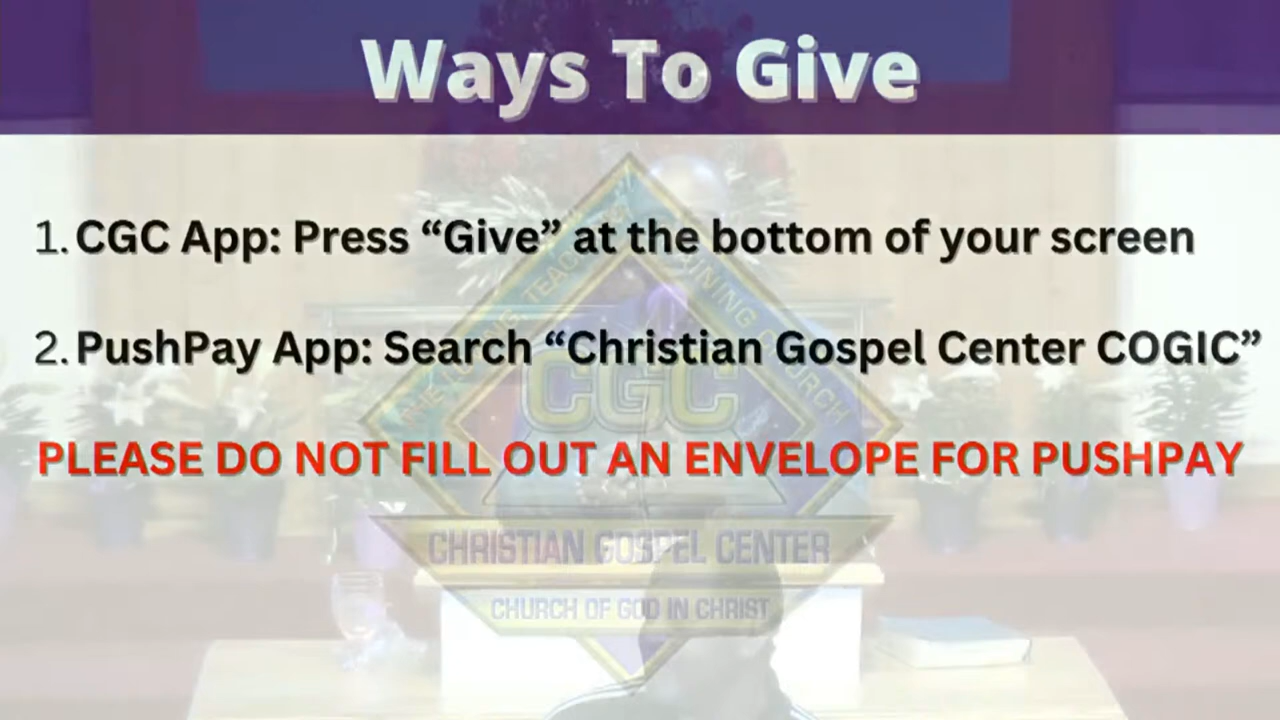 Ways To Give
1. CGC App: Press “Give” at the bottom of your screen
2. PushPay App: Search “Christian Gospel Center COGIC”
PLEASE DO NOT FILL OUT AN ENVELOPE FOR PUSHPAY
CGC
CHRISTIAN GOSPEL CENTER
CHURCH OF GOD IN CHRIST